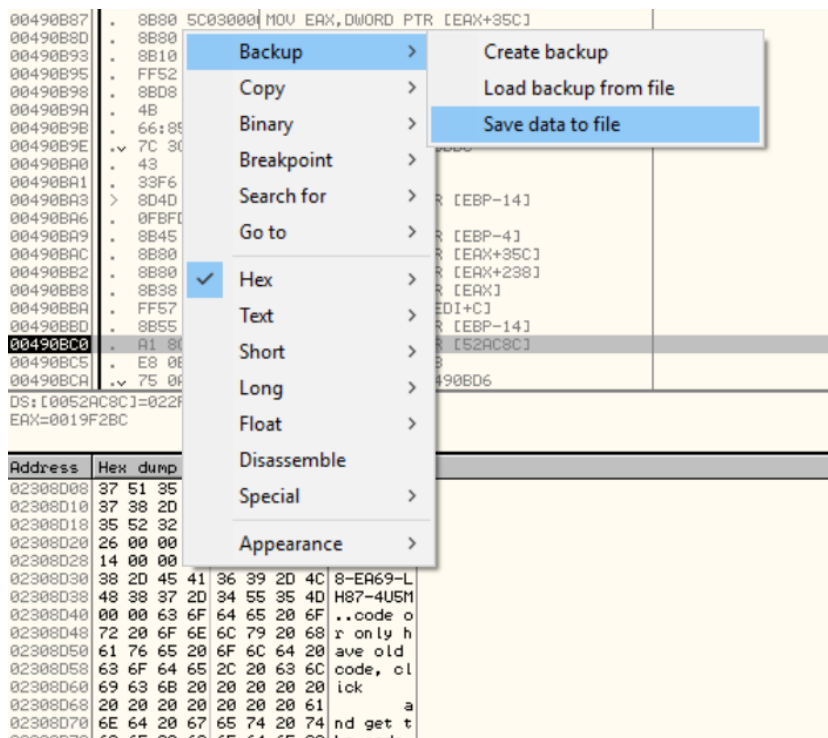 00490B87 . 8B80 5C03000 MOV EAX,DWORD PTR [EAX+35C]
00490B8D . 8B80
00490B93 . 8B10
00490B95 . FF52
00490B98 . 8BD8
00490B9A . 4B
00490B9B . 66:85
00490B9E .v 7C 3
00490BA0 . 43
00490BA1 . 33F6
00490BA3 > 8D4D R [EBP-14]
00490BA6 . 0FBF
00490BA9 . 8B45 R [EBP-4]
00490BAC . 8B80 R [EAX+35C]
00490BB2 . 8B80 R [EAX+238]
00490BB8 . 8B38 R [EAX]
00490BBA . FF57 EDI+C]
00490BBD . 8B55 R [EBP-14]
00490BC0 . A1 8 R [52AC8C]
00490BC5 . E8 0
00490BCA .v 75 0 490BD6
DS:[0052AC8C]=022
EAX=0019F2BC
Backup >
Copy >
Binary >
Breakpoint >
Search for >
Go to >
✓ Hex >
Text >
Short >
Long >
Float >
Disassemble
Special >
Appearance >
Create backup
Load backup from file
Save data to file
Address Hex dump
02308D08 37 51 35
02308D10 37 38 2D
02308D18 35 52 32
02308D20 26 00 00
02308D28 14 00 00
02308D30 38 2D 45 41 36 39 2D 4C 8-EA69-L
02308D38 48 38 37 2D 34 55 35 4D H87-4U5M
02308D40 00 00 63 6F 64 65 20 6F ..code o
02308D48 72 20 6F 6E 6C 79 20 68 r only h
02308D50 61 76 65 20 6F 6C 64 20 ave old
02308D58 63 6F 64 65 2C 20 63 6C code, cl
02308D60 69 63 6B 20 20 20 20 20 ick
02308D68 20 20 20 20 20 20 20 61 a
02308D70 6E 64 20 67 65 74 20 74 nd get t